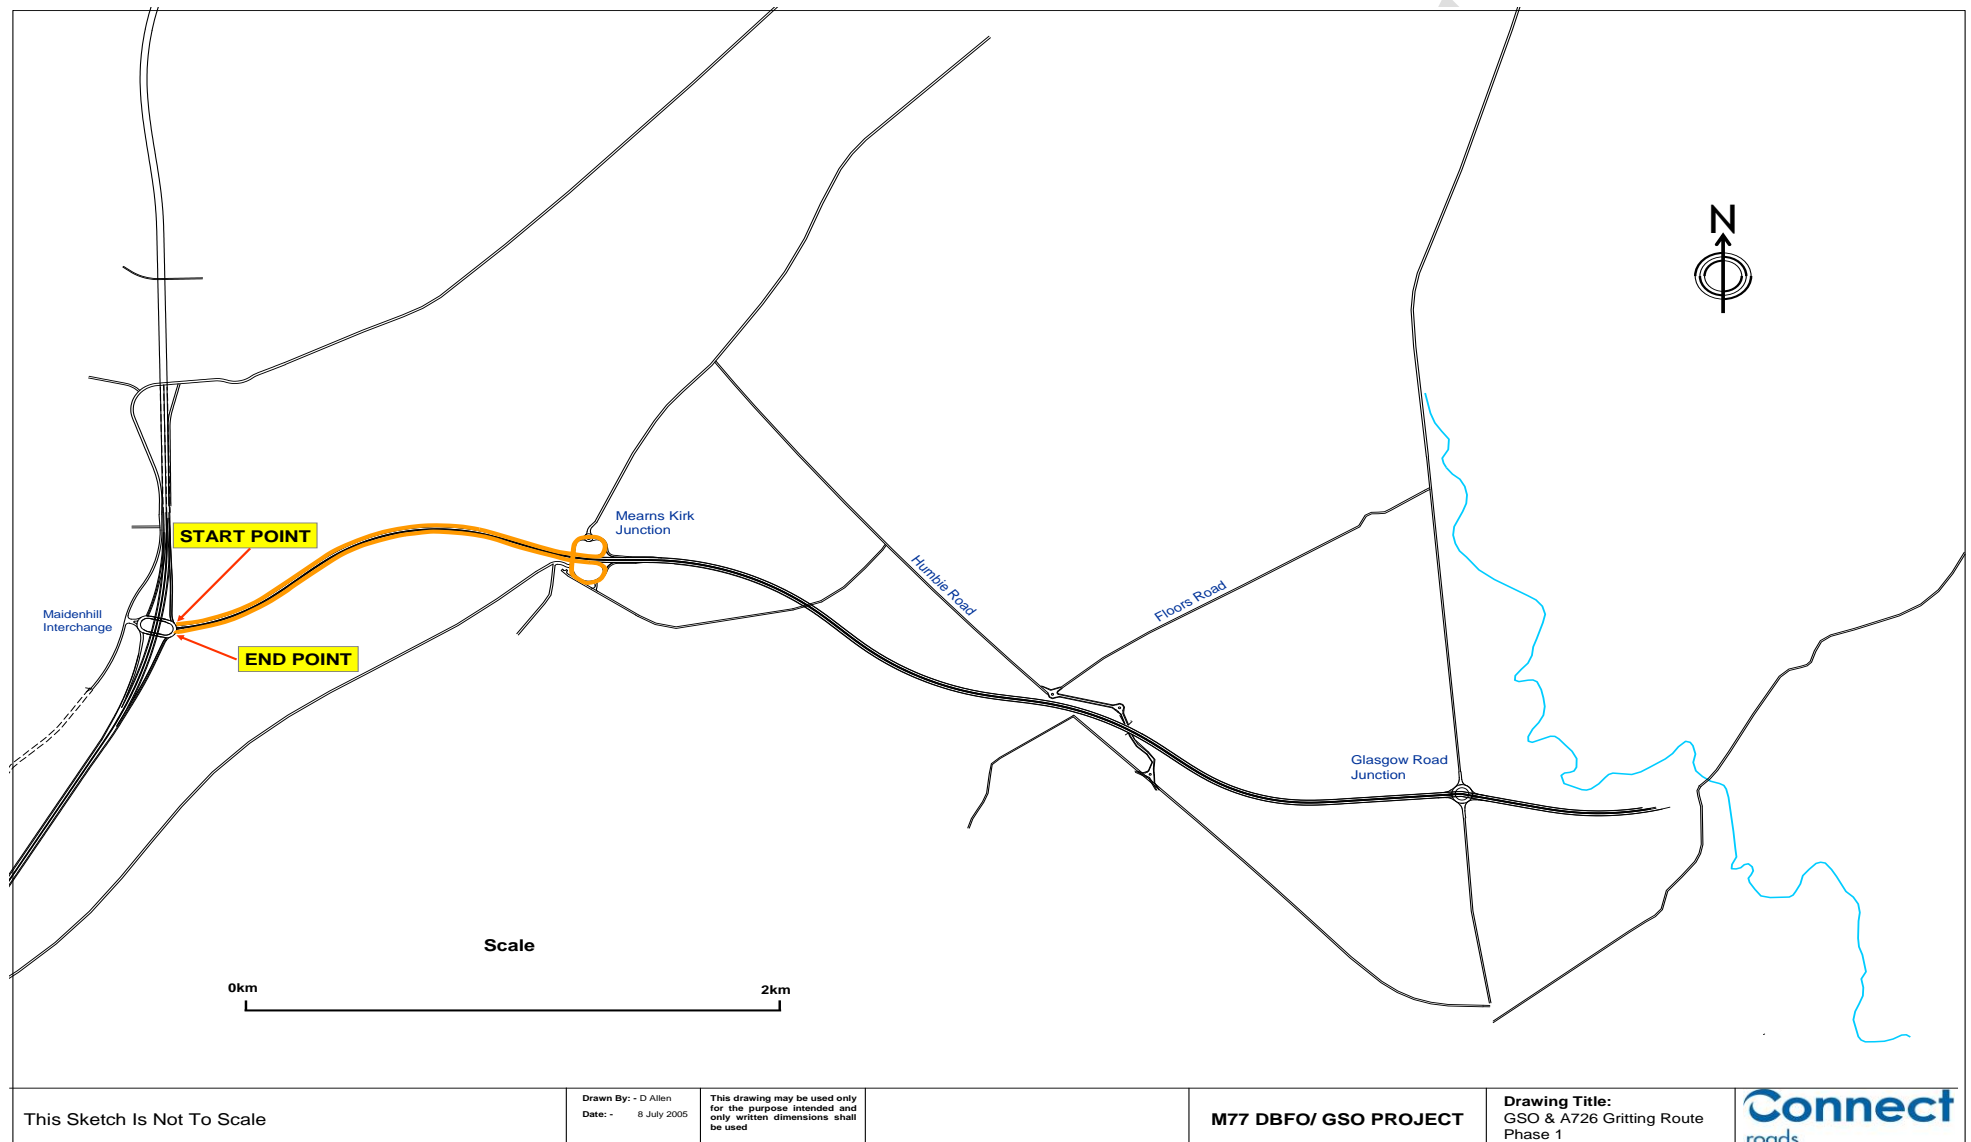 N
Mearns Kirk
Junction
START POINT
Humbie Road
Floors Road
Maidenhill
Interchange
END POINT
Glasgow Road
Junction
Scale
0km
2km
This Sketch Is Not To Scale
Drawn By: - D Allen
Date: - 8 July 2005
This drawing may be used only
for the purpose intended and
only written dimensions shall
be used
M77 DBFO/ GSO PROJECT
Drawing Title:
GSO & A726 Gritting Route
Phase 1
Connect
roads